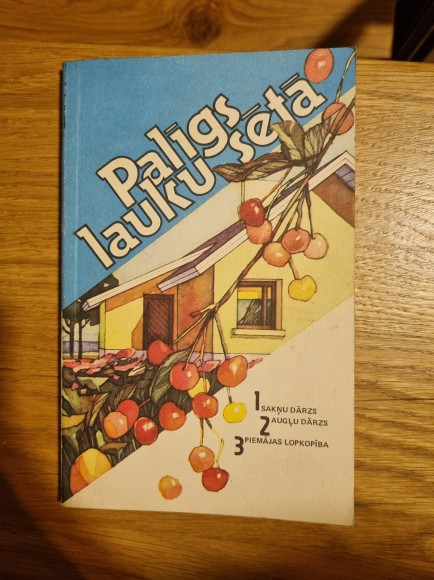 Palīgs
lauku sētā
1 SAKŅU DĀRZS
2 AUGĻU DĀRZS
3 PIEMĀJAS LOPKOPĪBA